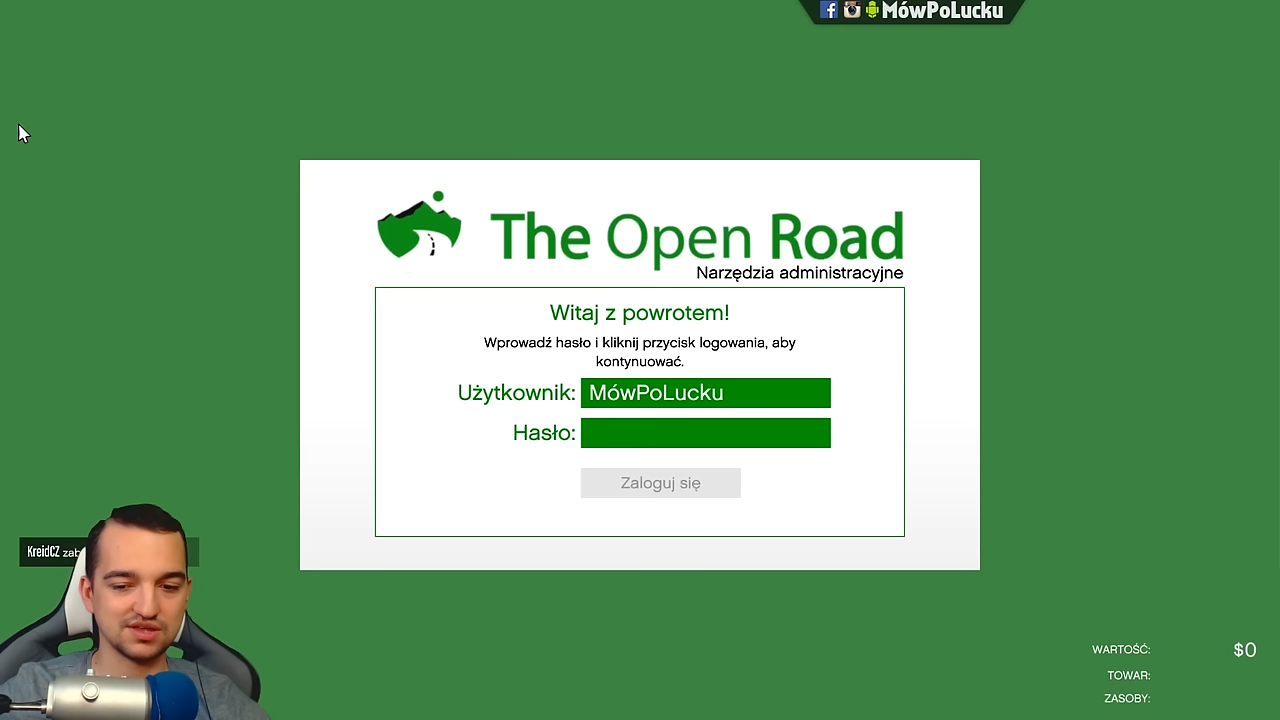 MówPoLucku
The Open Road
Narzędzia administracyjne
Witaj z powrotem!
Wprowadź hasło i kliknij przycisk logowania, aby
kontynuować.
Użytkownik: MówPoLucku
Hasło:
Zaloguj się
KreidCZ
WARTOŚĆ: $0
TOWAR:
ZASOBY: